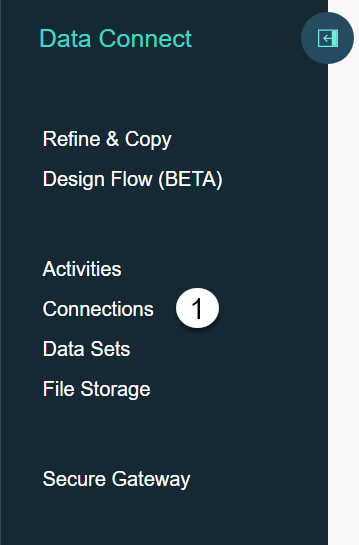 Data Connect
Refine & Copy
Design Flow (BETA)
Activities
Connections 1
Data Sets
File Storage
Secure Gateway